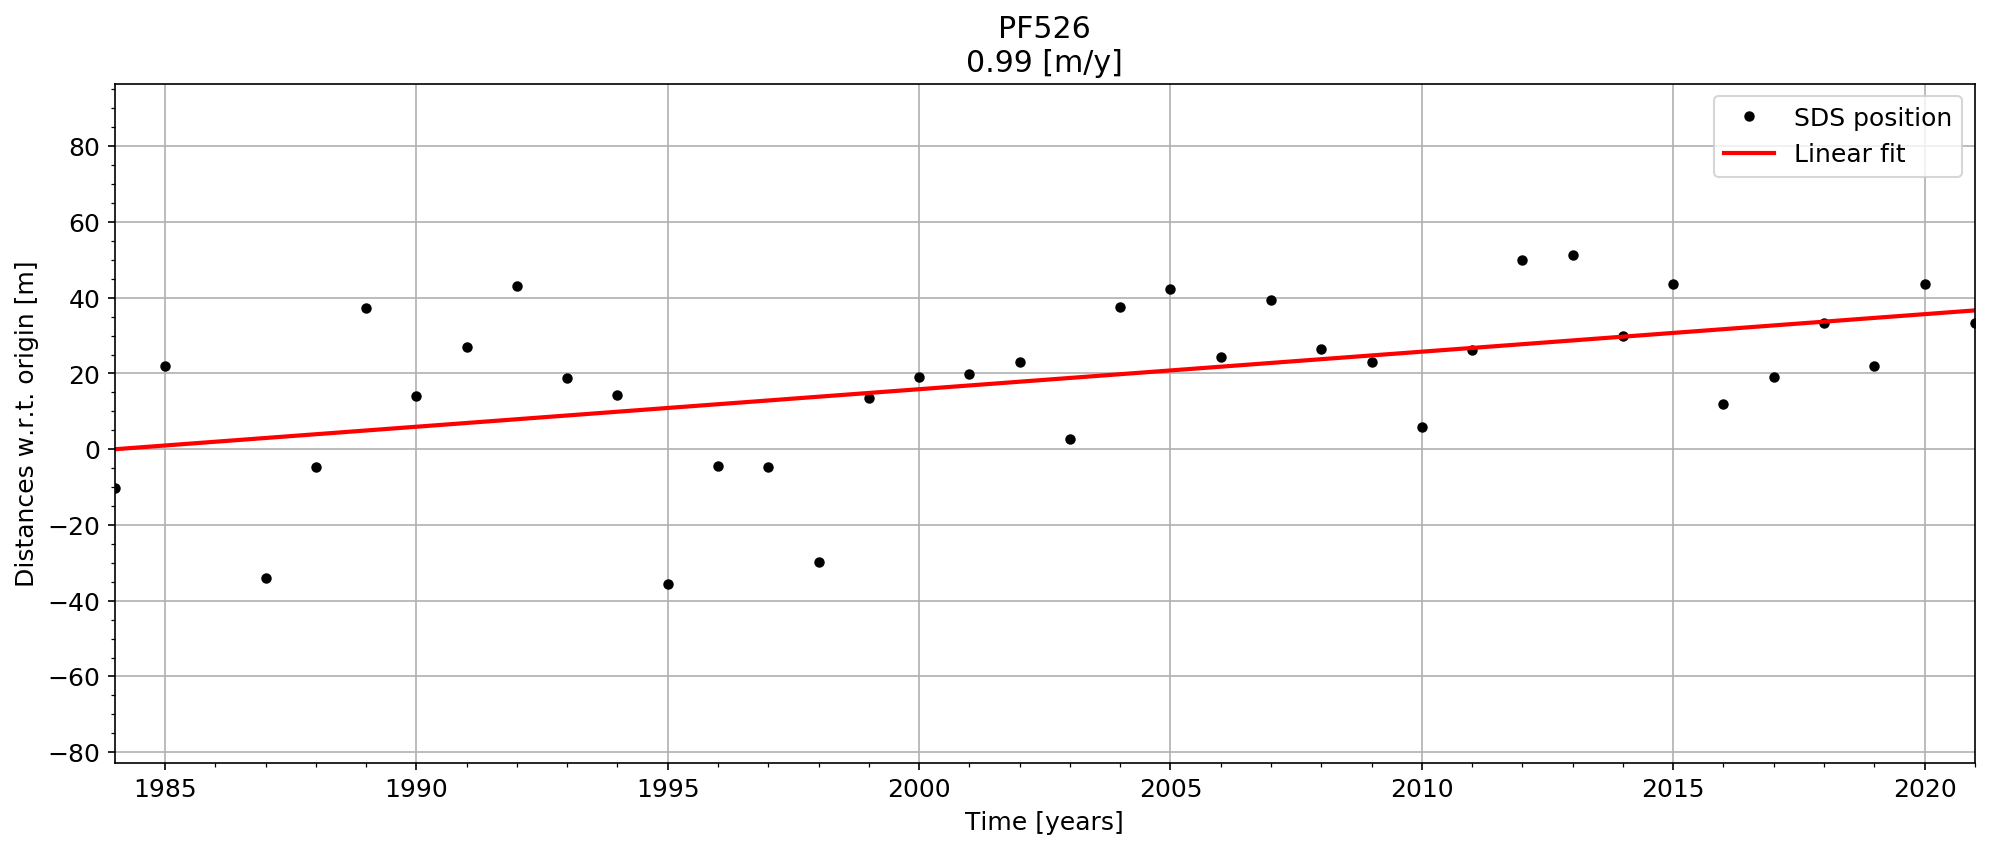 PF526
0.99 [m/y]
SDS position
Linear fit
Distances w.r.t. origin [m]
80
60
40
20
0
−20
−40
−60
−80
1985
1990
1995
2000
2005
2010
2015
2020
Time [years]